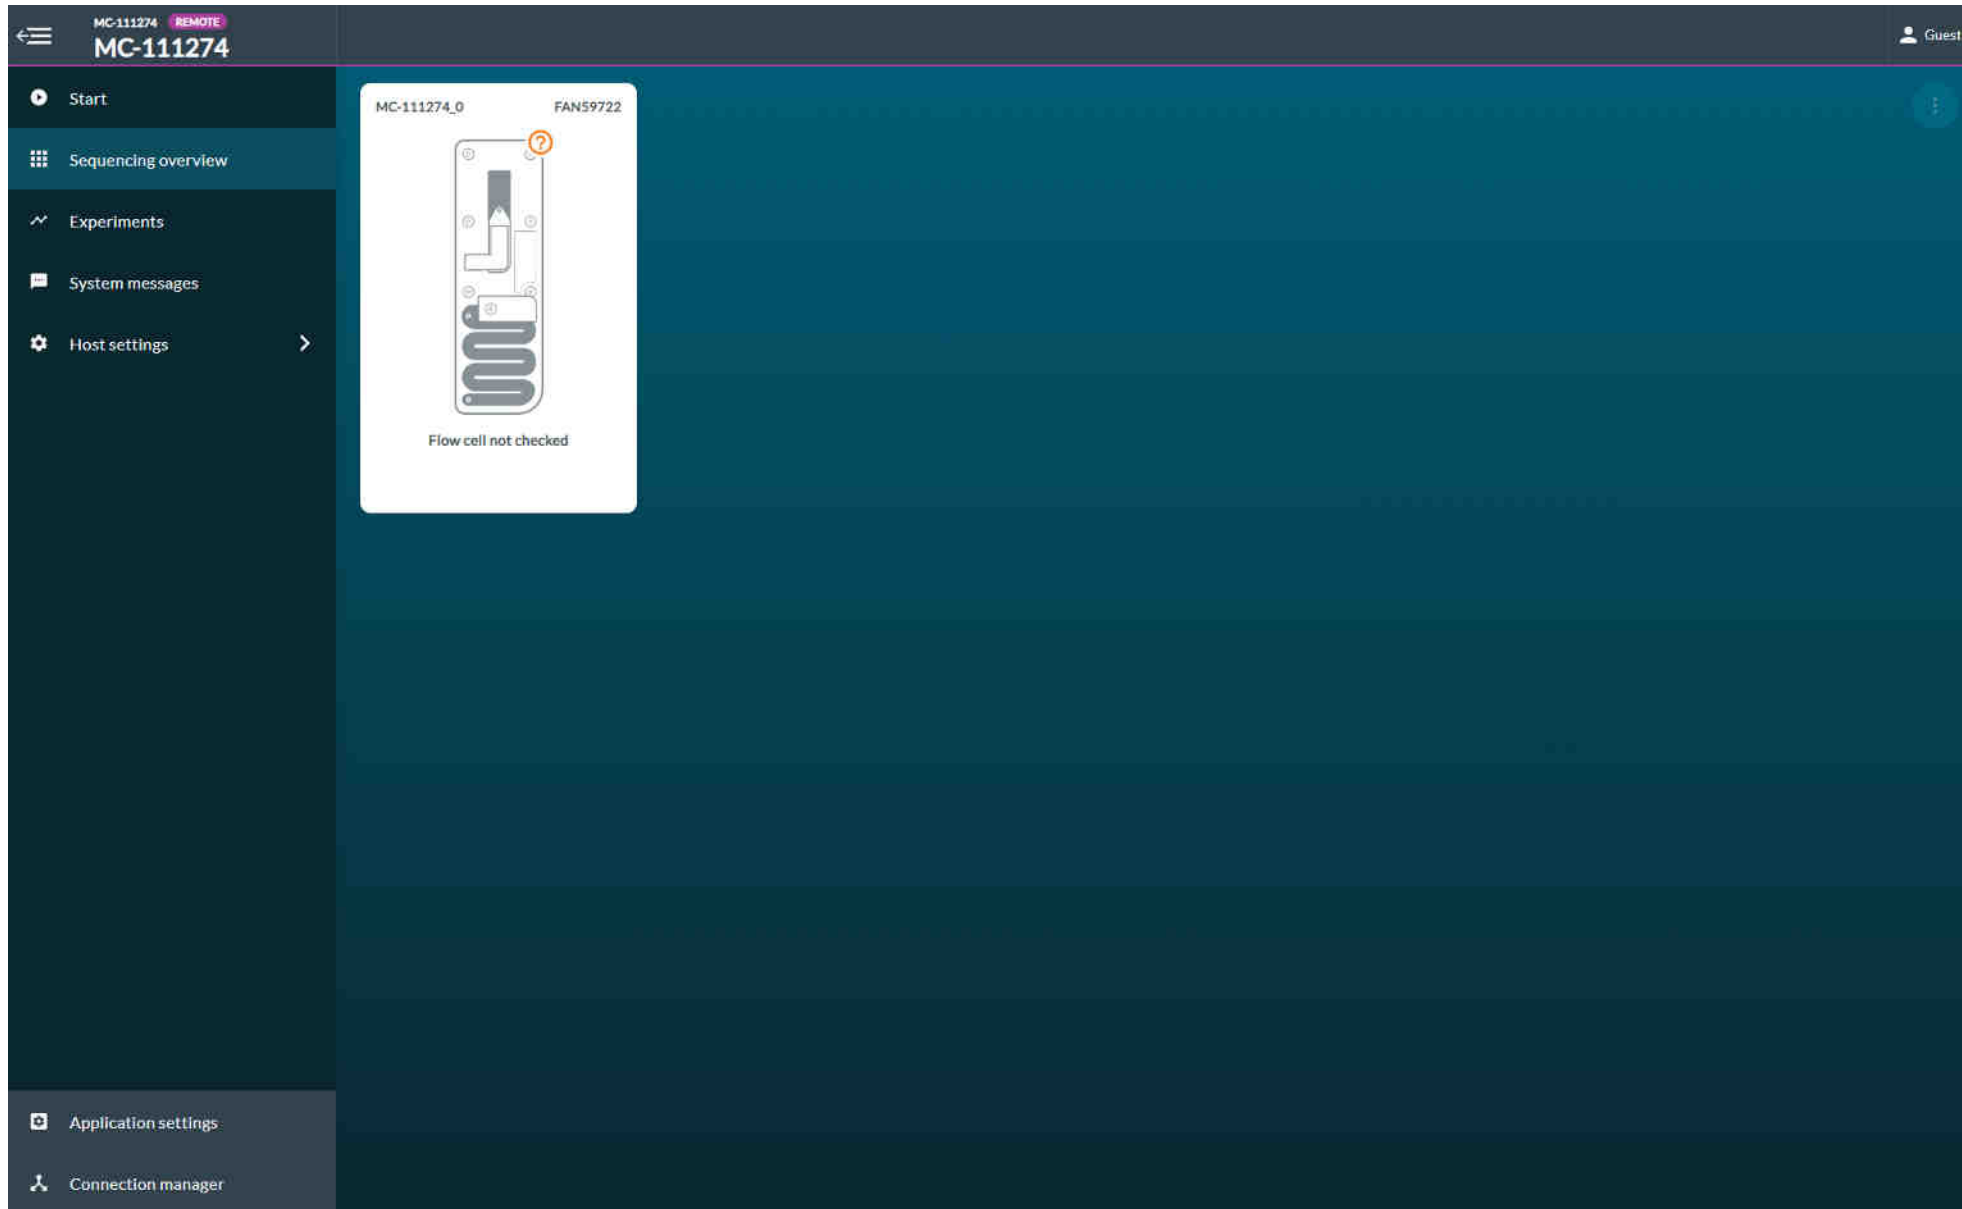 MC-111274 REMOTE
MC-111274
Guest
Start
Sequencing overview
Experiments
System messages
Host settings
MC-111274_0 FAN59722
?
Flow cell not checked
Application settings
Connection manager